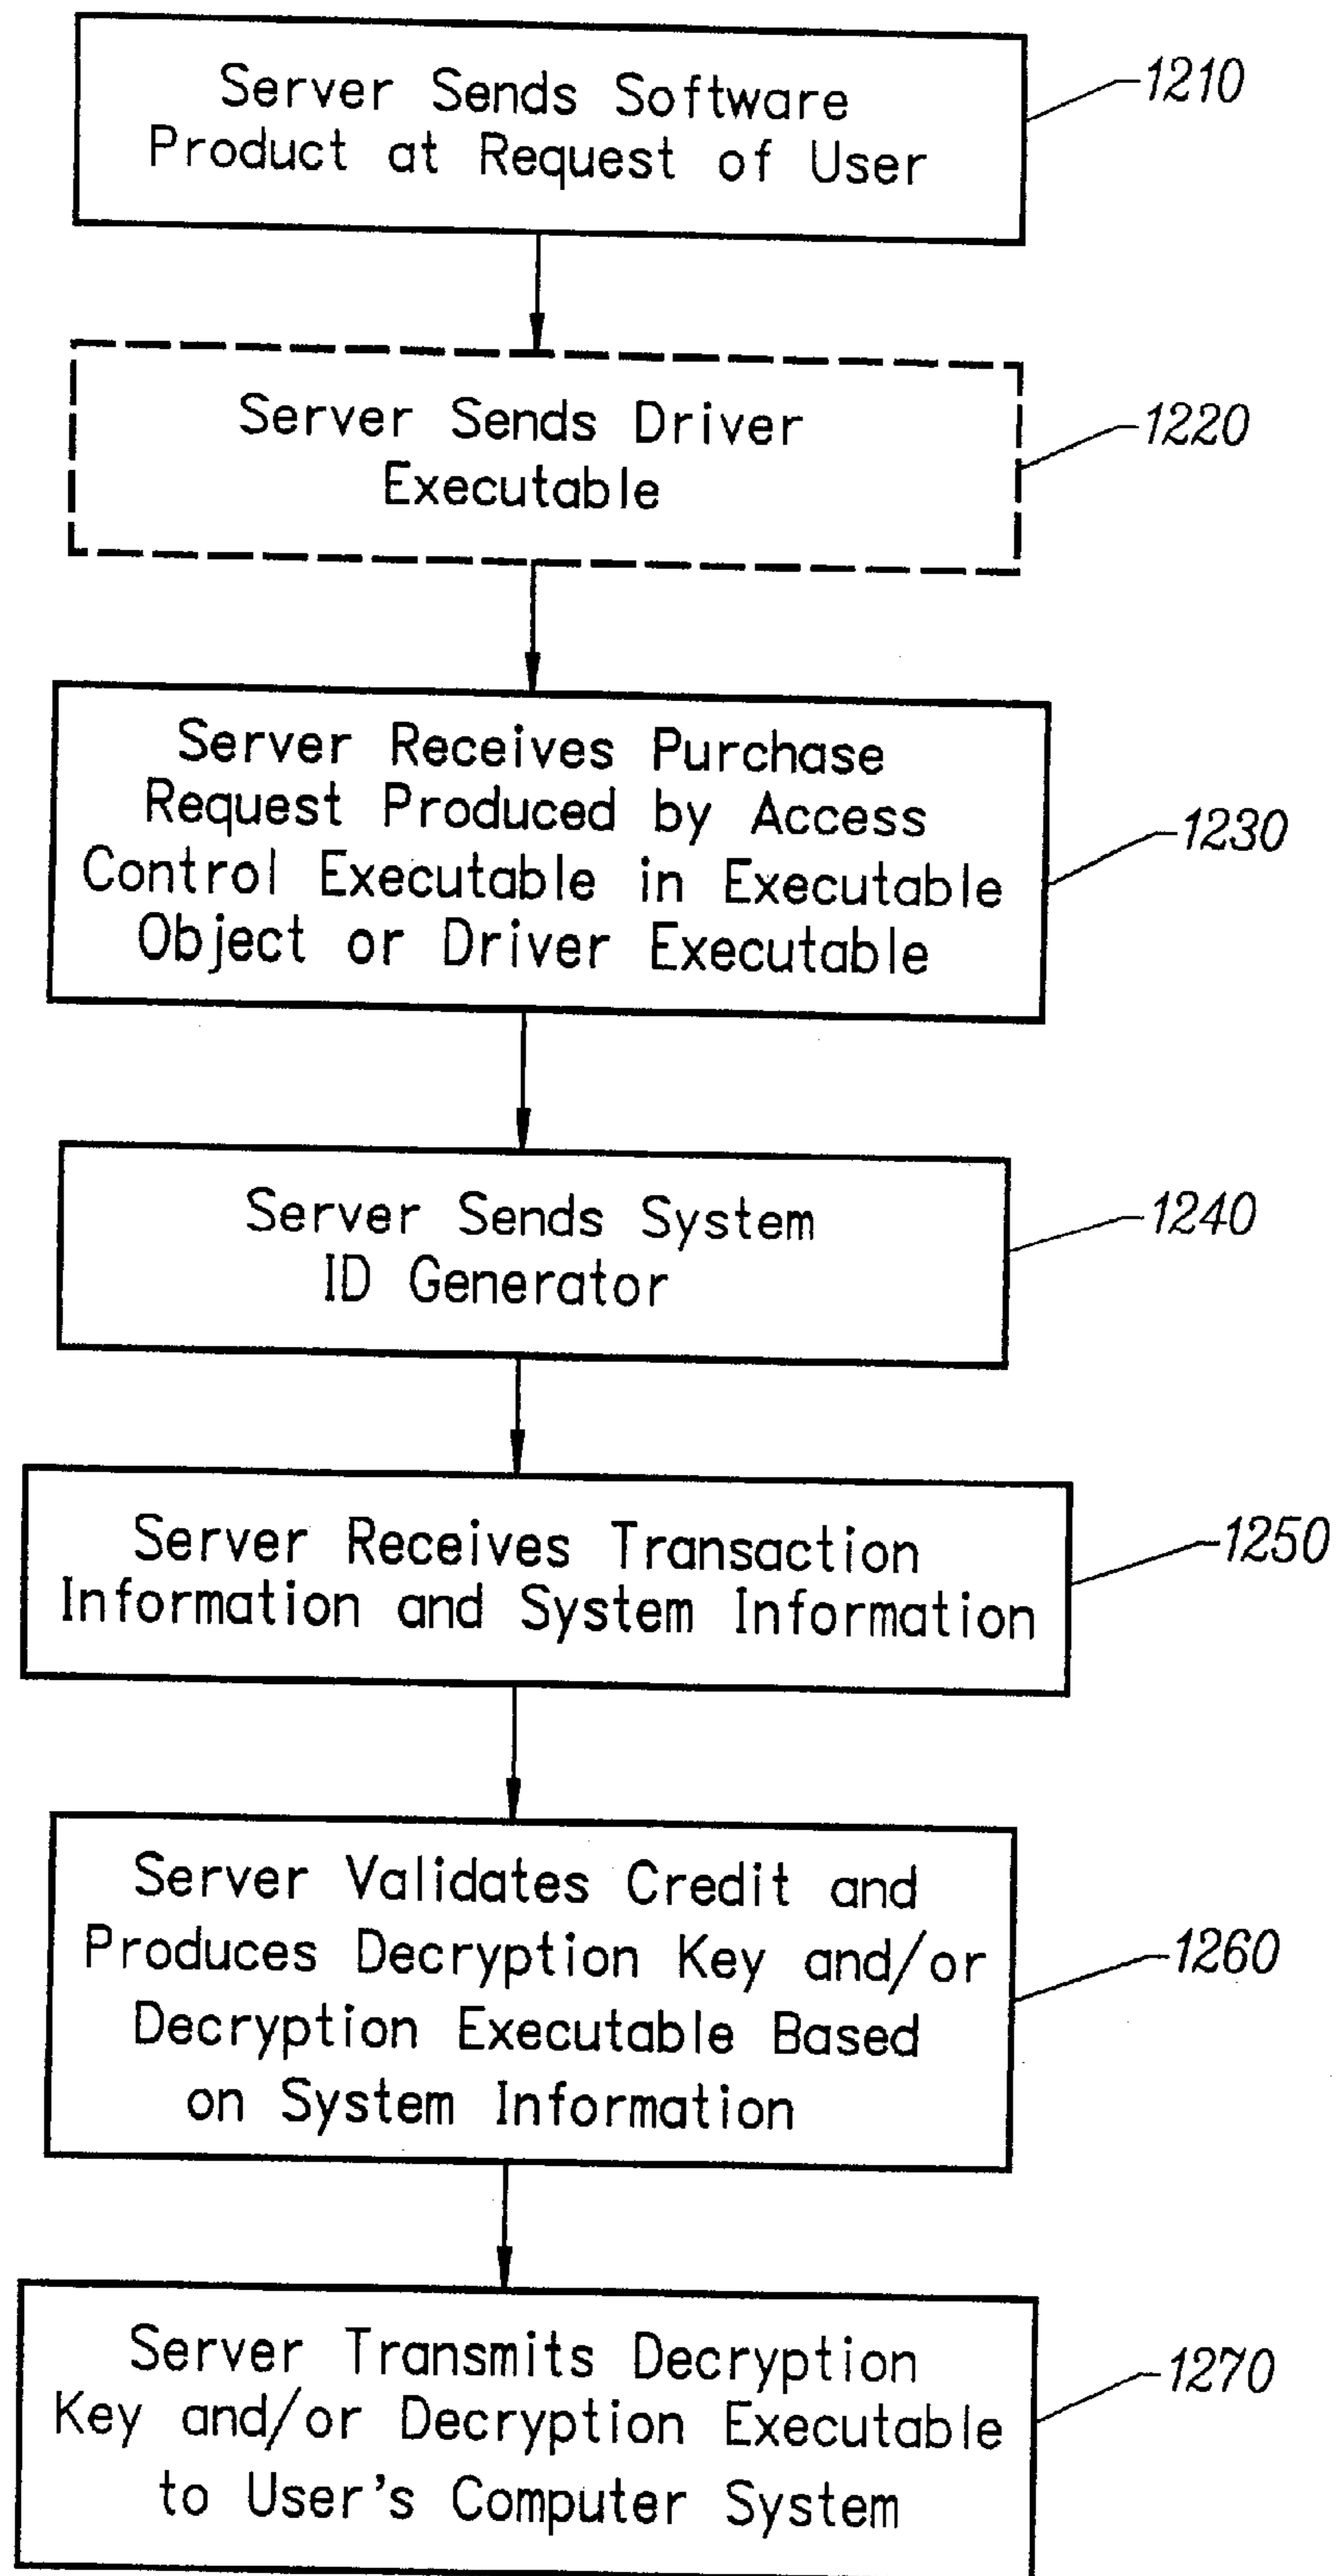 Server Sends Software
Product at Request of User
1210
Server Sends Driver
Executable
1220
Server Receives Purchase
Request Produced by Access
Control Executable in Executable
Object or Driver Executable
1230
Server Sends System
ID Generator
1240
Server Receives Transaction
Information and System Information
1250
Server Validates Credit and
Produces Decryption Key and/or
Decryption Executable Based
on System Information
1260
Server Transmits Decryption
Key and/or Decryption Executable
to User's Computer System
1270